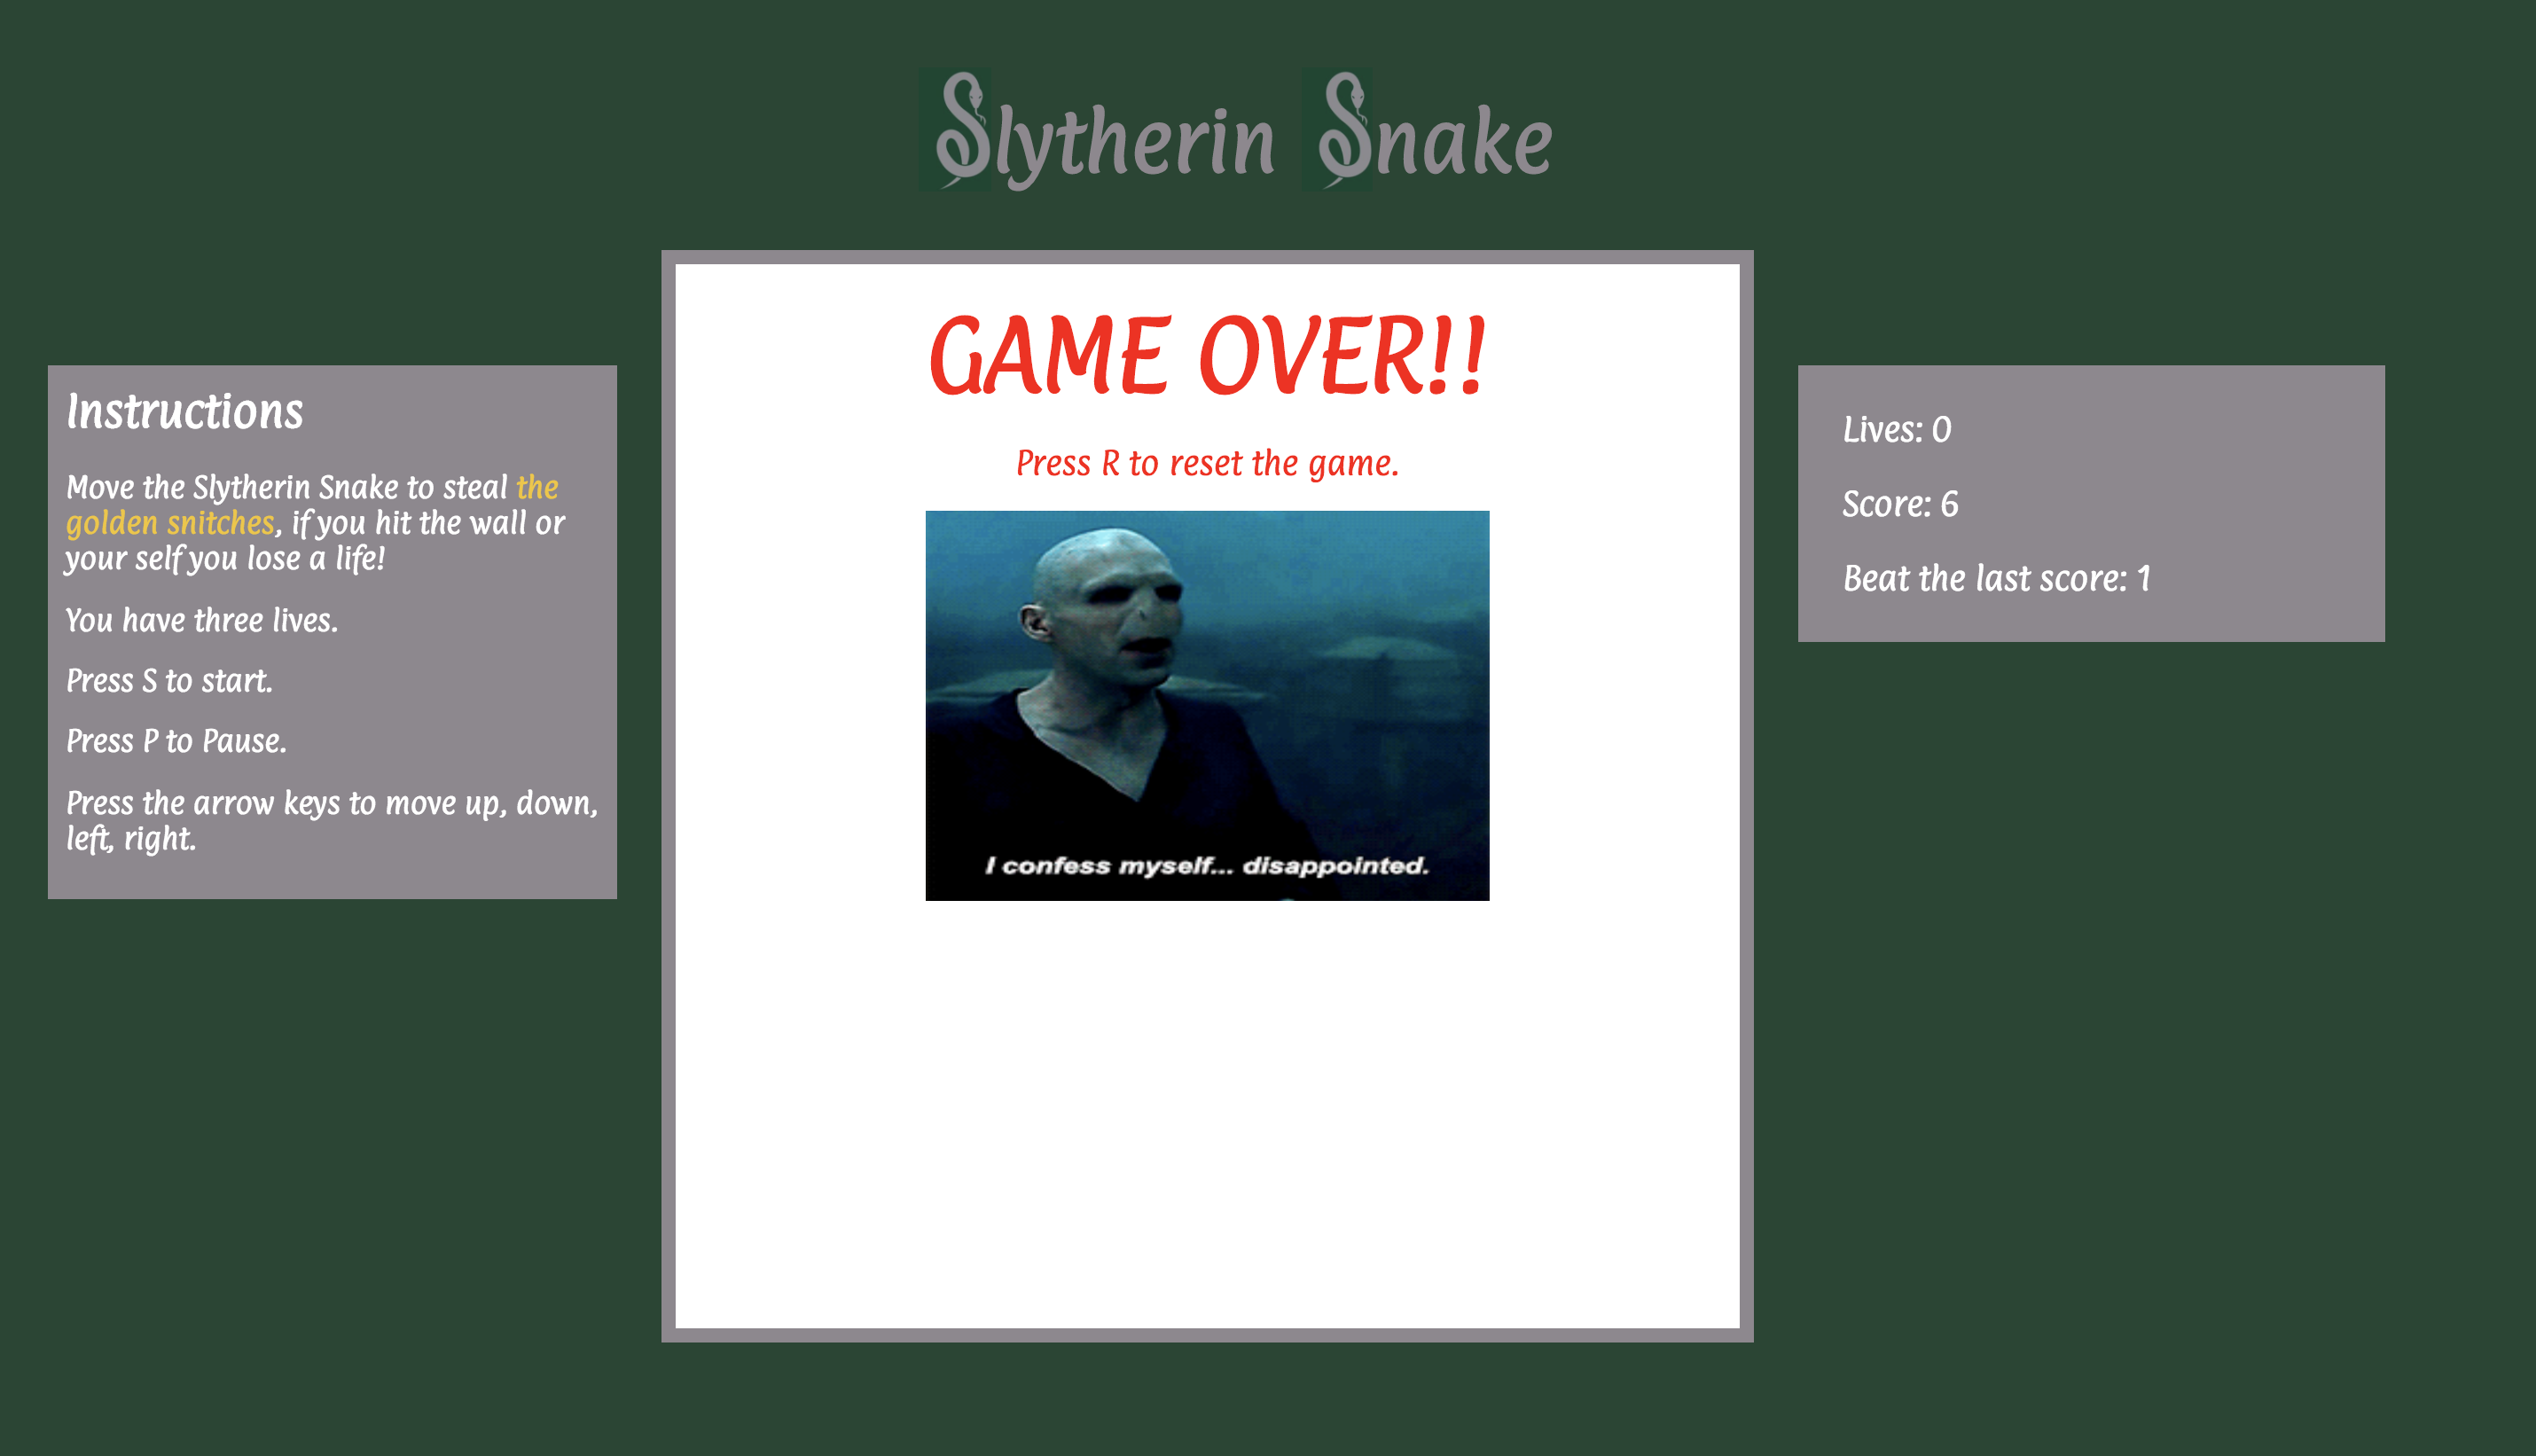 Slytherin Snake
Instructions
Move the Slytherin Snake to steal the
golden snitches, if you hit the wall or
your self you lose a life!
You have three lives.
Press S to start.
Press P to Pause.
Press the arrow keys to move up, down,
left, right.
GAME OVER!!
Press R to reset the game.
I confess myself... disappointed.
Lives: 0
Score: 6
Beat the last score: 1